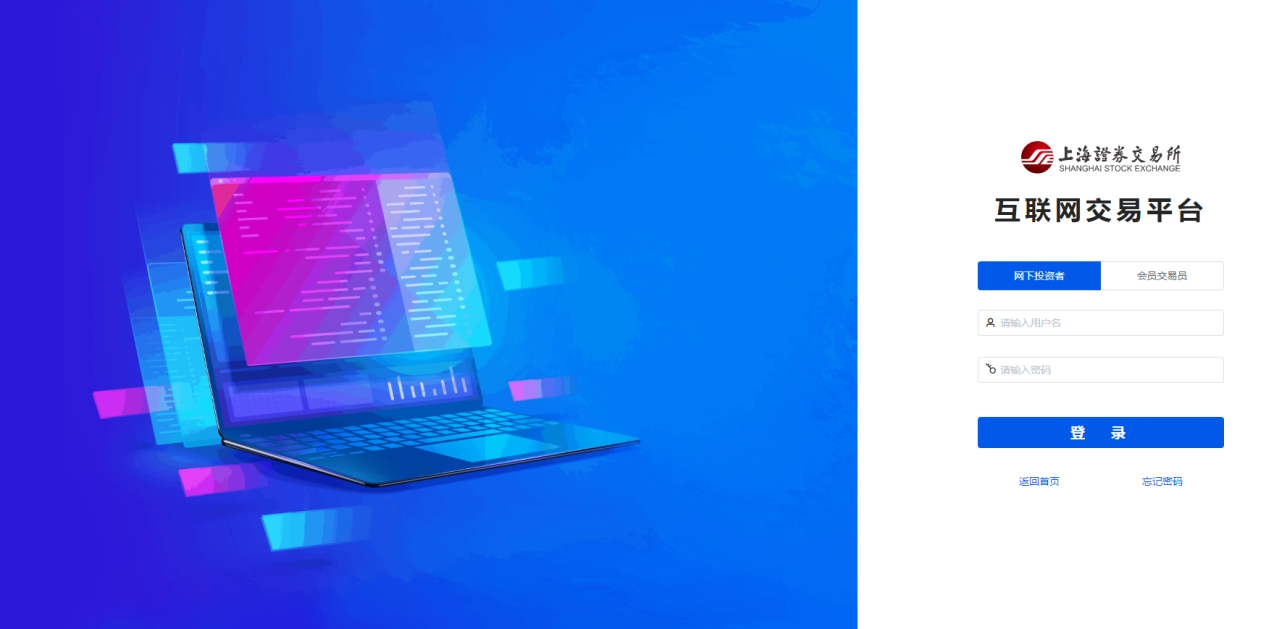 上海證券交易所
SHANGHAI STOCK EXCHANGE
互联网交易平台
网下投资者 会员交易员
请输入用户名
请输入密码
登 录
返回首页 忘记密码